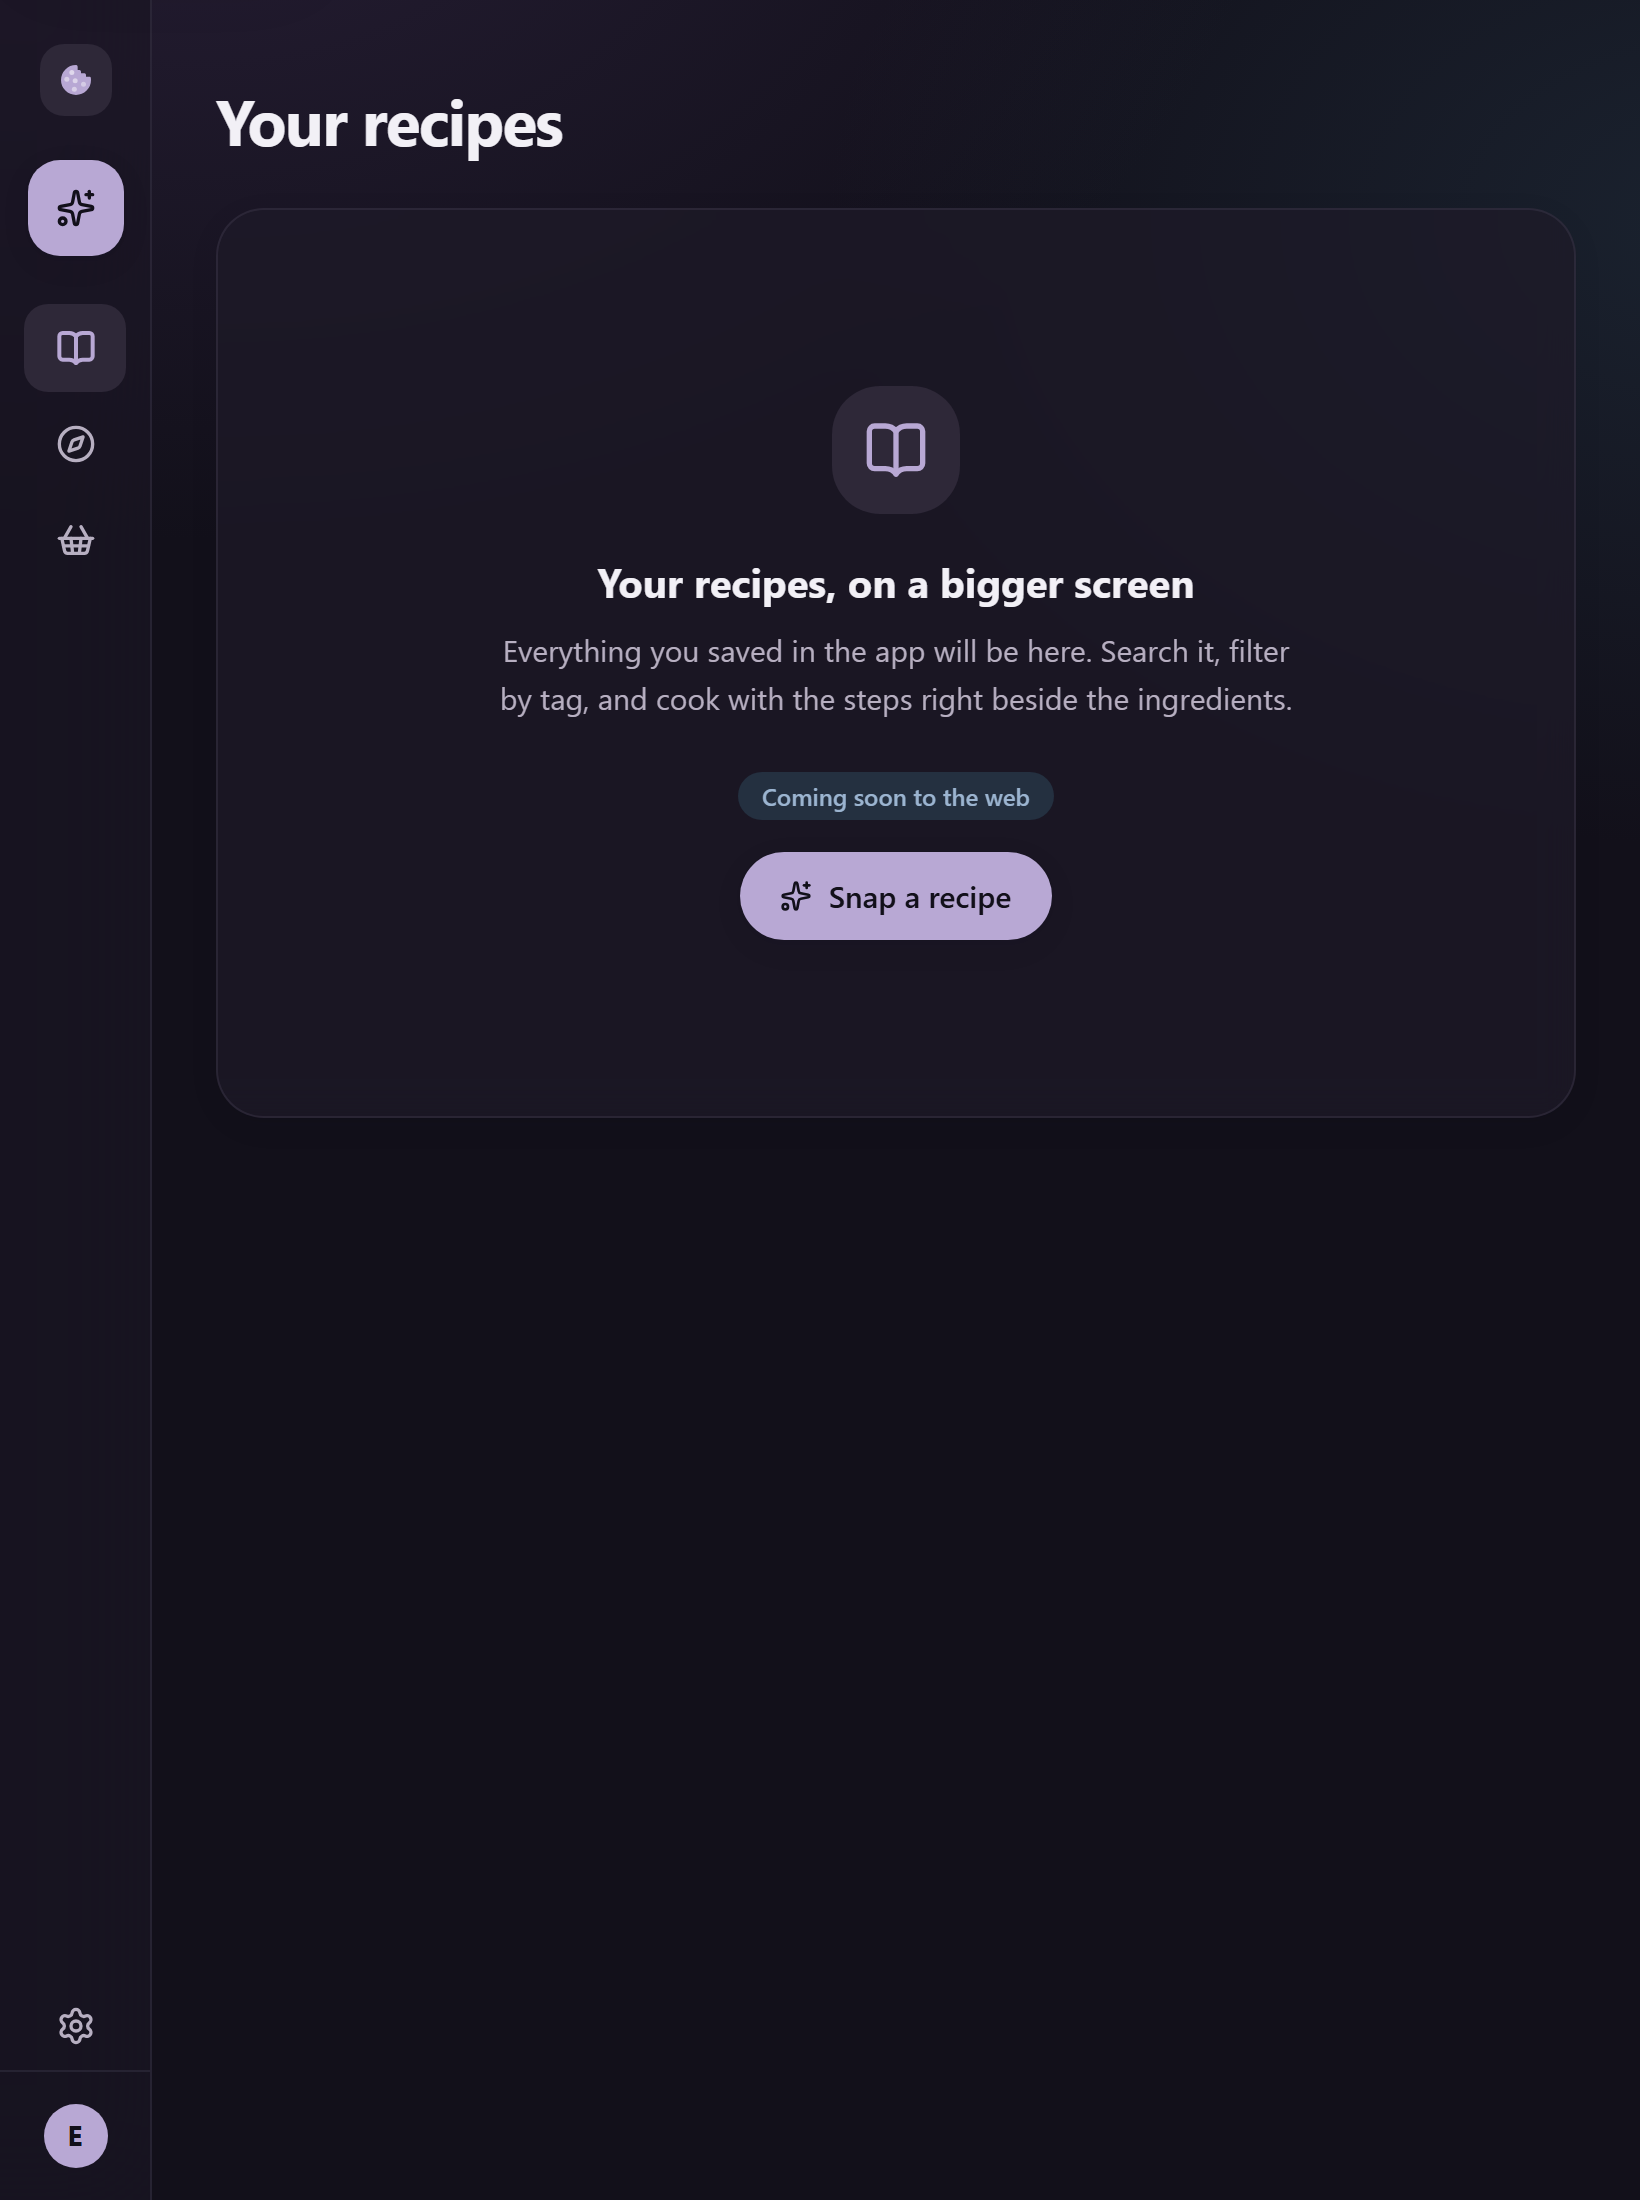 Your recipes
Your recipes, on a bigger screen
Everything you saved in the app will be here. Search it, filter
by tag, and cook with the steps right beside the ingredients.
Coming soon to the web
Snap a recipe
E